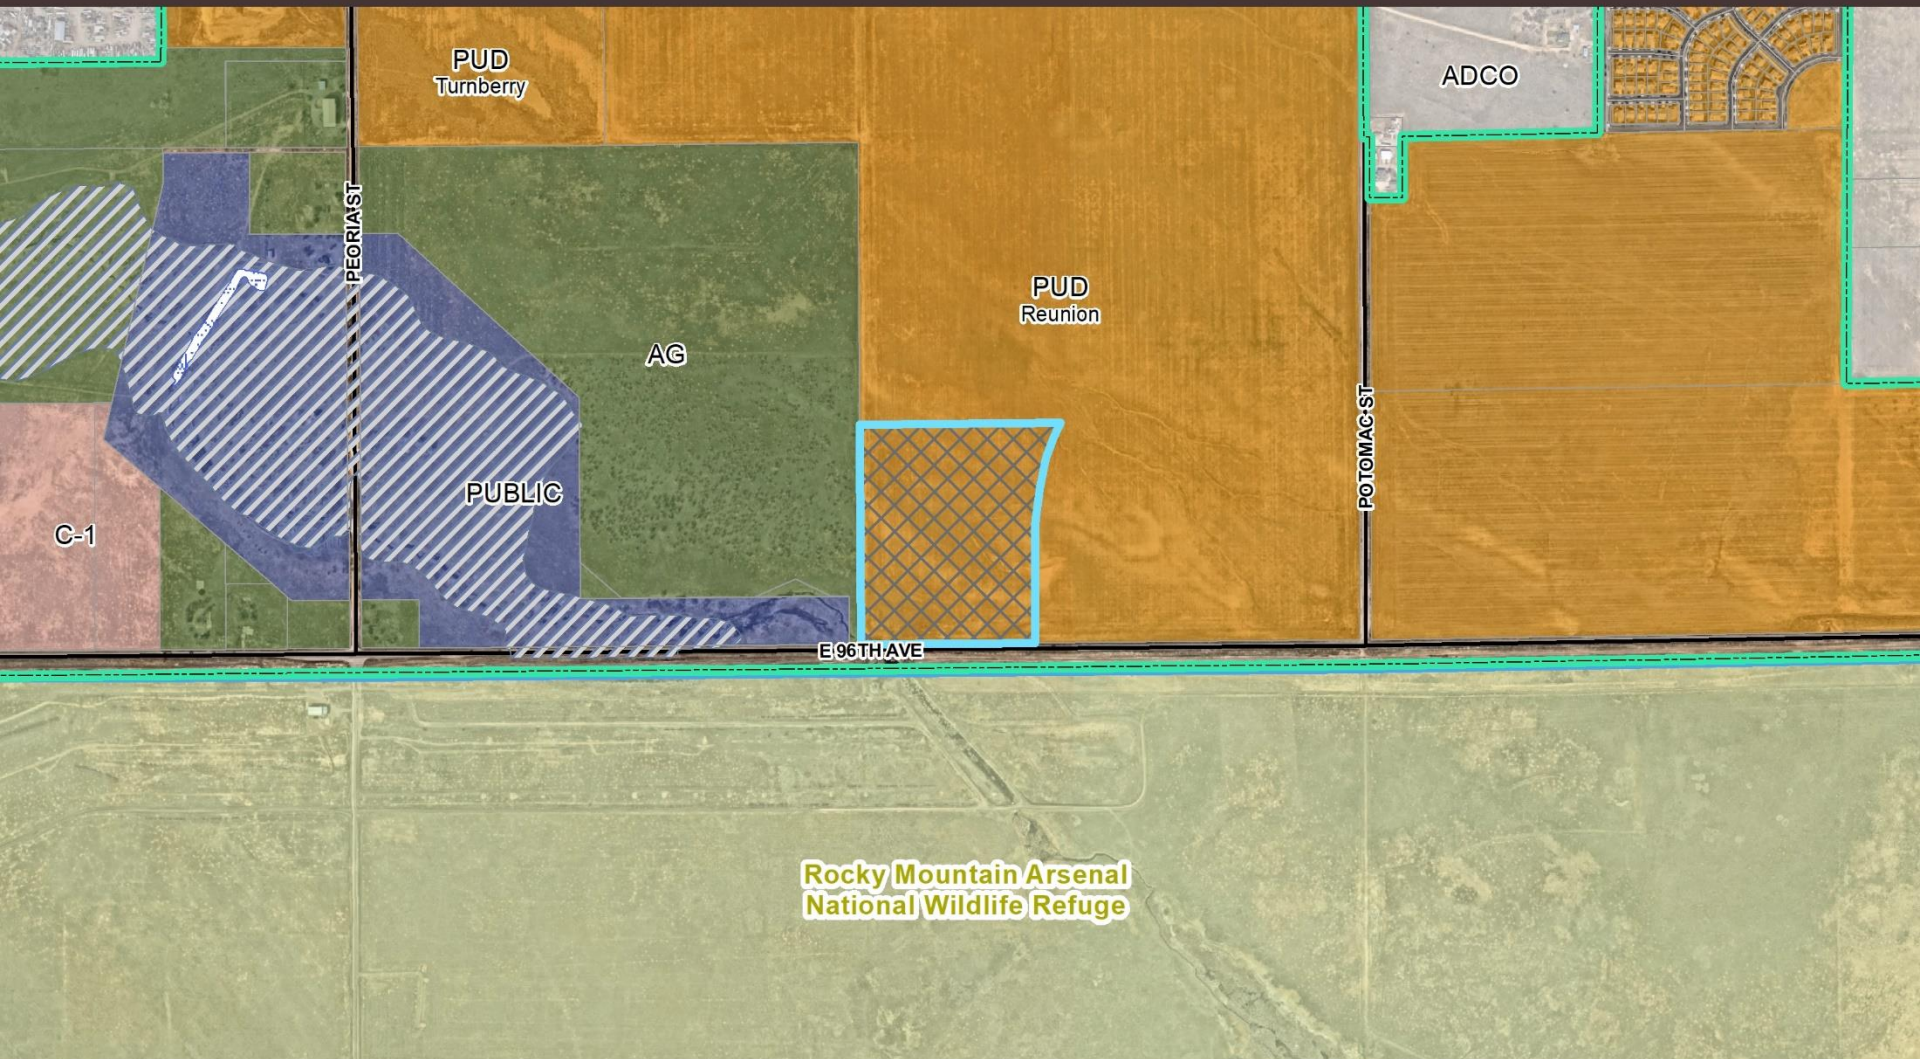 PUD
Turnberry
ADCO
PEORIA ST
PUD
Reunion
AG
POTOMAC ST
PUBLIC
C-1
E 96TH AVE
Rocky Mountain Arsenal
National Wildlife Refuge